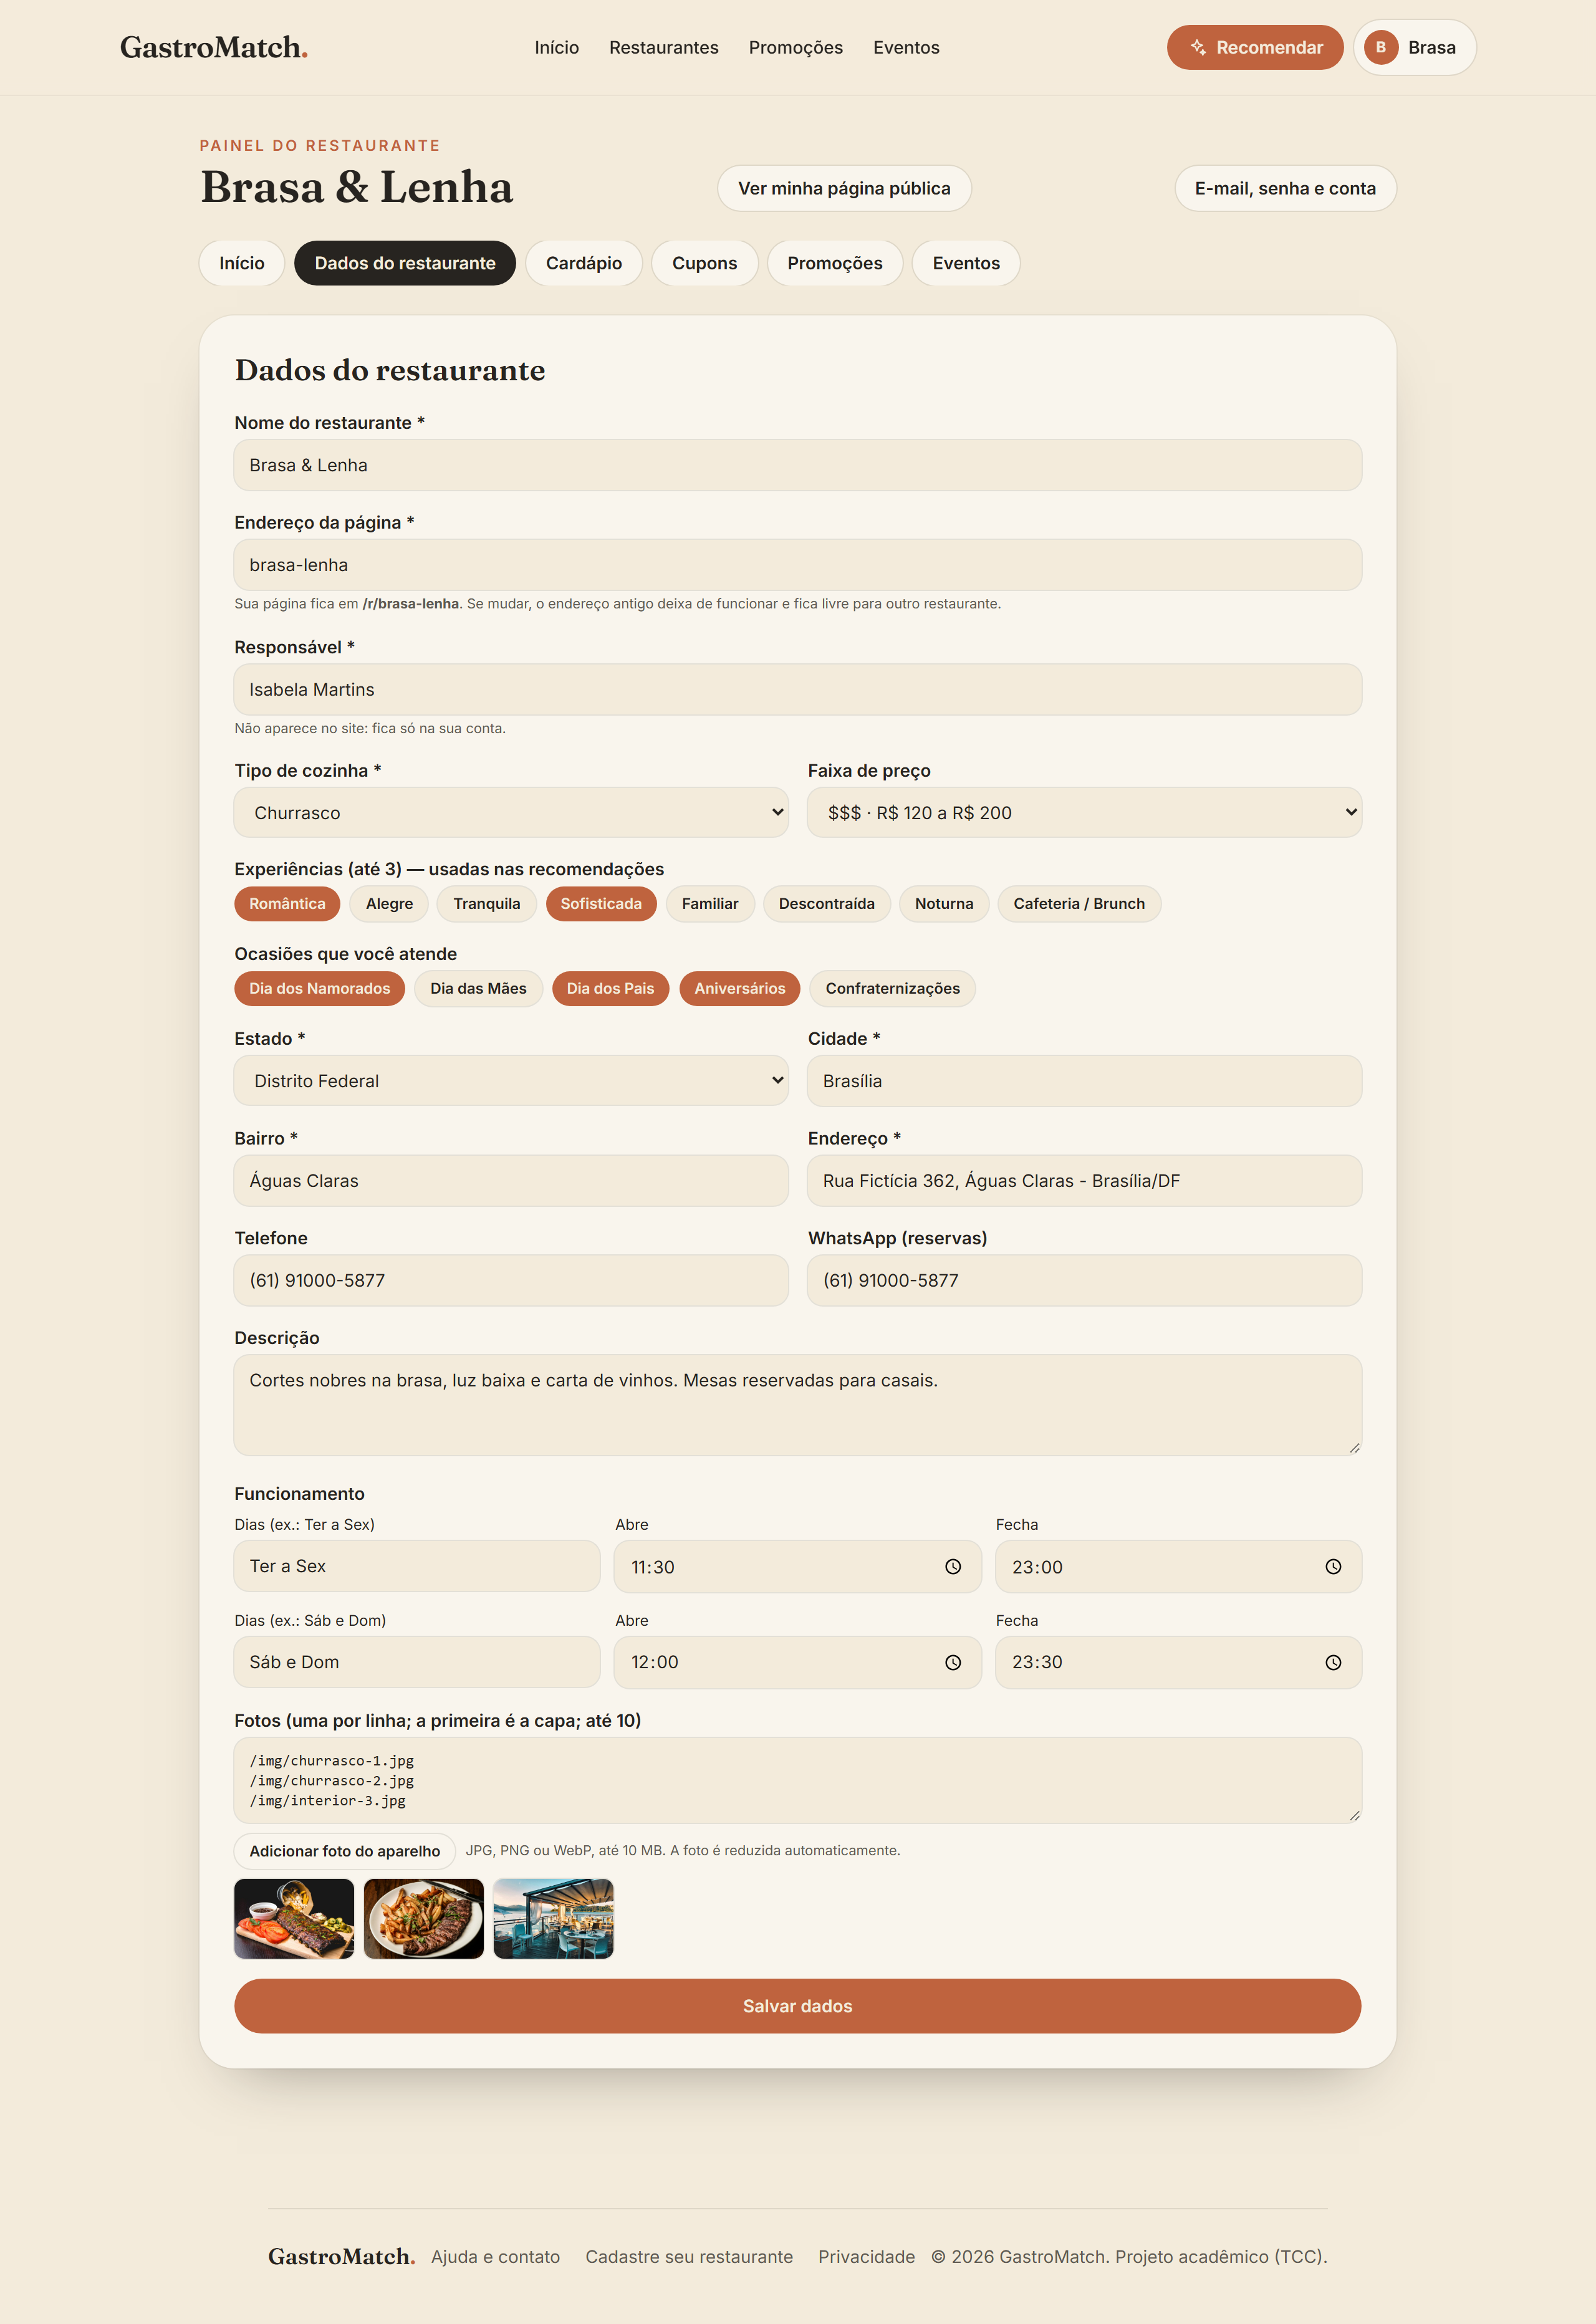 GastroMatch.
Início Restaurantes Promoções Eventos
Recomendar
B Brasa
PAINEL DO RESTAURANTE
Brasa & Lenha
Ver minha página pública
E-mail, senha e conta
Início Dados do restaurante Cardápio Cupons Promoções Eventos
Dados do restaurante
Nome do restaurante *
Brasa & Lenha
Endereço da página *
brasa-lenha
Sua página fica em /r/brasa-lenha. Se mudar, o endereço antigo deixa de funcionar e fica livre para outro restaurante.
Responsável *
Isabela Martins
Não aparece no site: fica só na sua conta.
Tipo de cozinha * Faixa de preço
Churrasco $$$ · R$ 120 a R$ 200
Experiências (até 3) — usadas nas recomendações
Romântica Alegre Tranquila Sofisticada Familiar Descontraída Noturna Cafeteria / Brunch
Ocasiões que você atende
Dia dos Namorados Dia das Mães Dia dos Pais Aniversários Confraternizações
Estado * Cidade *
Distrito Federal Brasília
Bairro * Endereço *
Águas Claras Rua Fictícia 362, Águas Claras - Brasília/DF
Telefone WhatsApp (reservas)
(61) 91000-5877 (61) 91000-5877
Descrição
Cortes nobres na brasa, luz baixa e carta de vinhos. Mesas reservadas para casais.
Funcionamento
Dias (ex.: Ter a Sex) Abre Fecha
Ter a Sex 11:30 23:00
Dias (ex.: Sáb e Dom) Abre Fecha
Sáb e Dom 12:00 23:30
Fotos (uma por linha; a primeira é a capa; até 10)
/img/churrasco-1.jpg
/img/churrasco-2.jpg
/img/interior-3.jpg
Adicionar foto do aparelho JPG, PNG ou WebP, até 10 MB. A foto é reduzida automaticamente.
Salvar dados
GastroMatch. Ajuda e contato Cadastre seu restaurante Privacidade © 2026 GastroMatch. Projeto acadêmico (TCC).